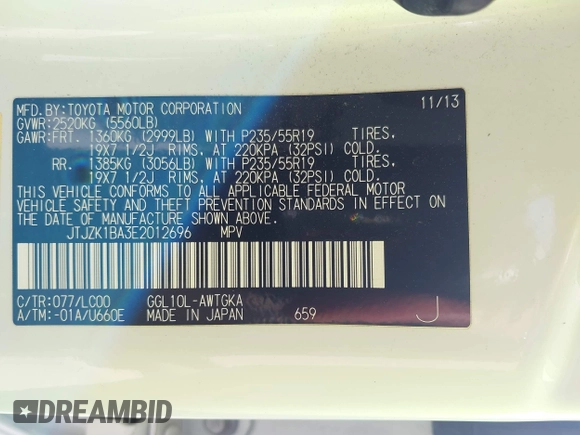 MFD.BY:TOYOTA MOTOR CORPORATION 11/13
GVWR:2520KG (5560LB)
GAWR:FRT. 1360KG (2999LB) WITH P235/55R19 TIRES,
19X7 1/2J RIMS, AT 220KPA (32PSI) COLD.
RR. 1385KG (3056LB) WITH P235/55R19 TIRES,
19X7 1/2J RIMS, AT 220KPA (32PSI) COLD.
THIS VEHICLE CONFORMS TO ALL APPLICABLE FEDERAL MOTOR
VEHICLE SAFETY AND THEFT PREVENTION STANDARDS IN EFFECT ON
THE DATE OF MANUFACTURE SHOWN ABOVE.
JTJZK1BA3E2012696 MPV
C/TR:077/LC00 GGL10L-AWTGKA
A/TM:-01A/U660E MADE IN JAPAN 659 J
DREAMBID